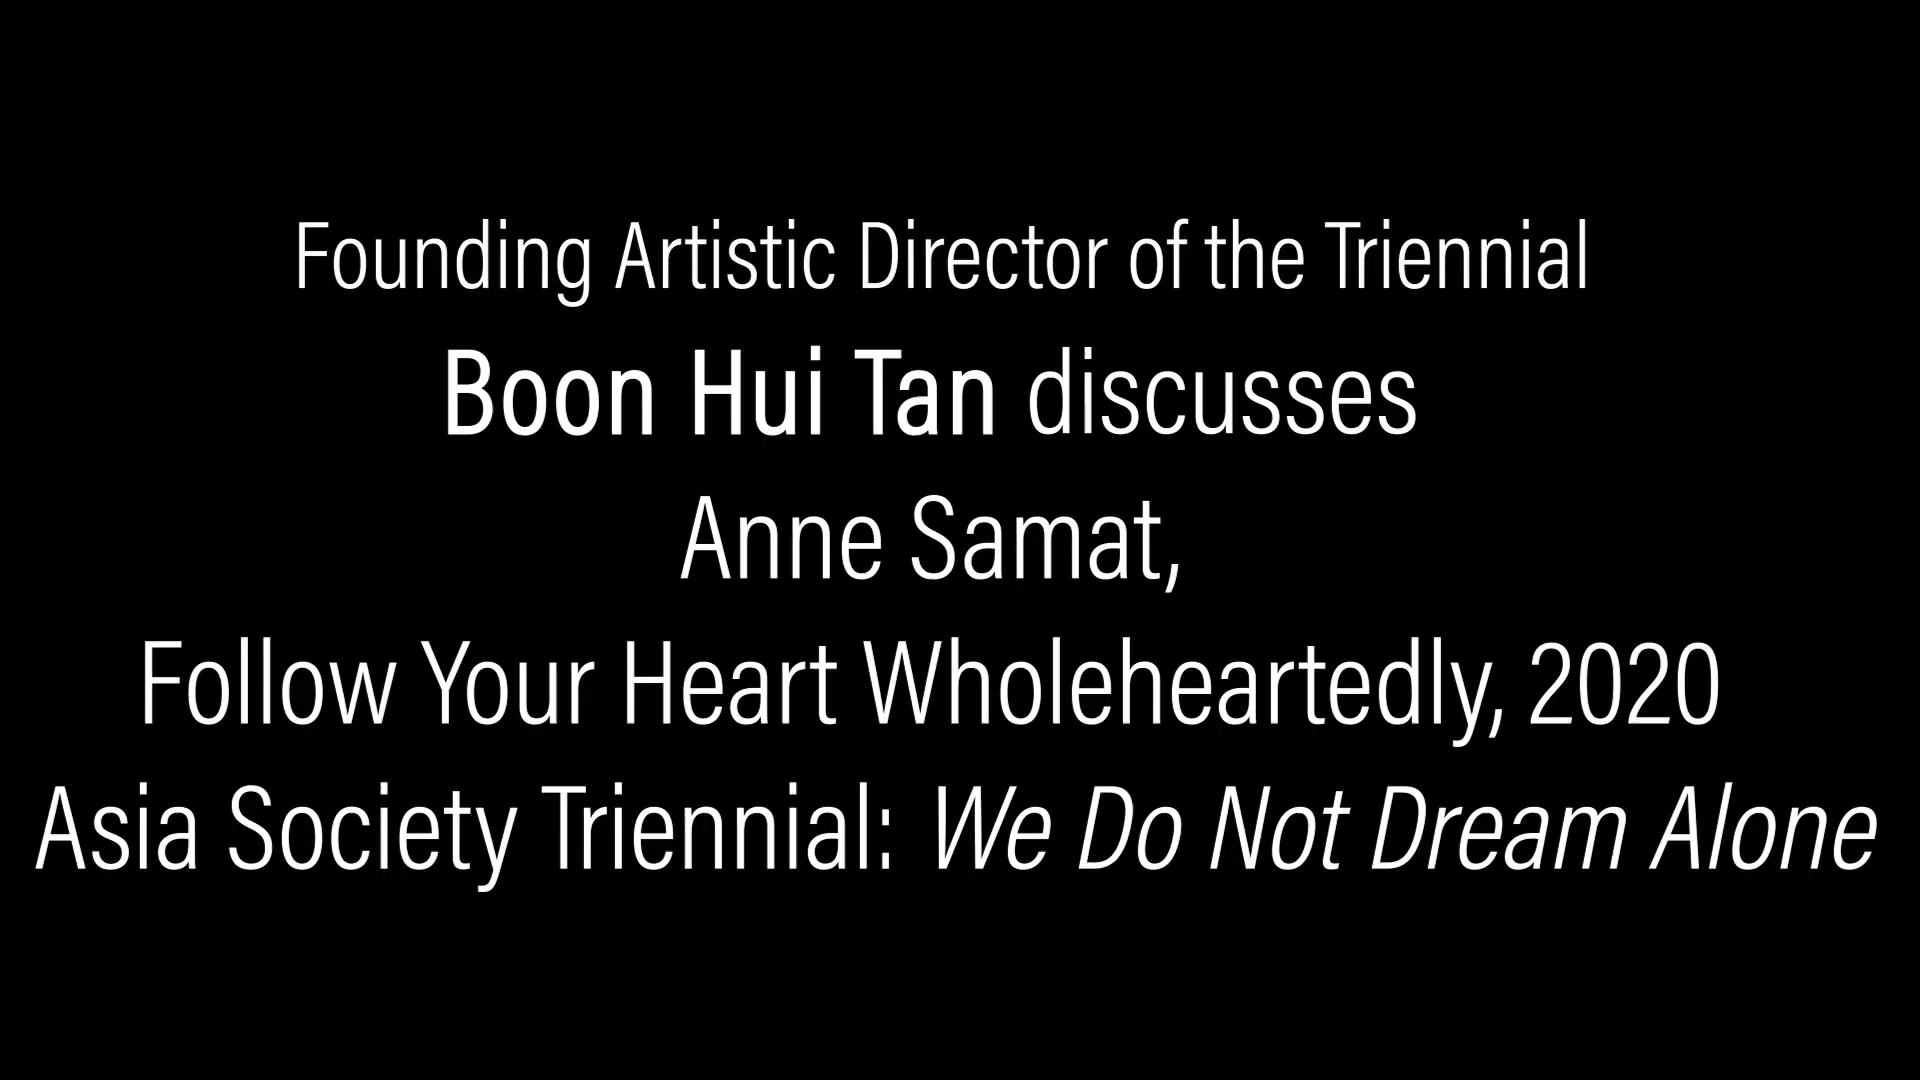 Founding Artistic Director of the Triennial
Boon Hui Tan discusses
Anne Samat,
Follow Your Heart Wholeheartedly, 2020
Asia Society Triennial: We Do Not Dream Alone